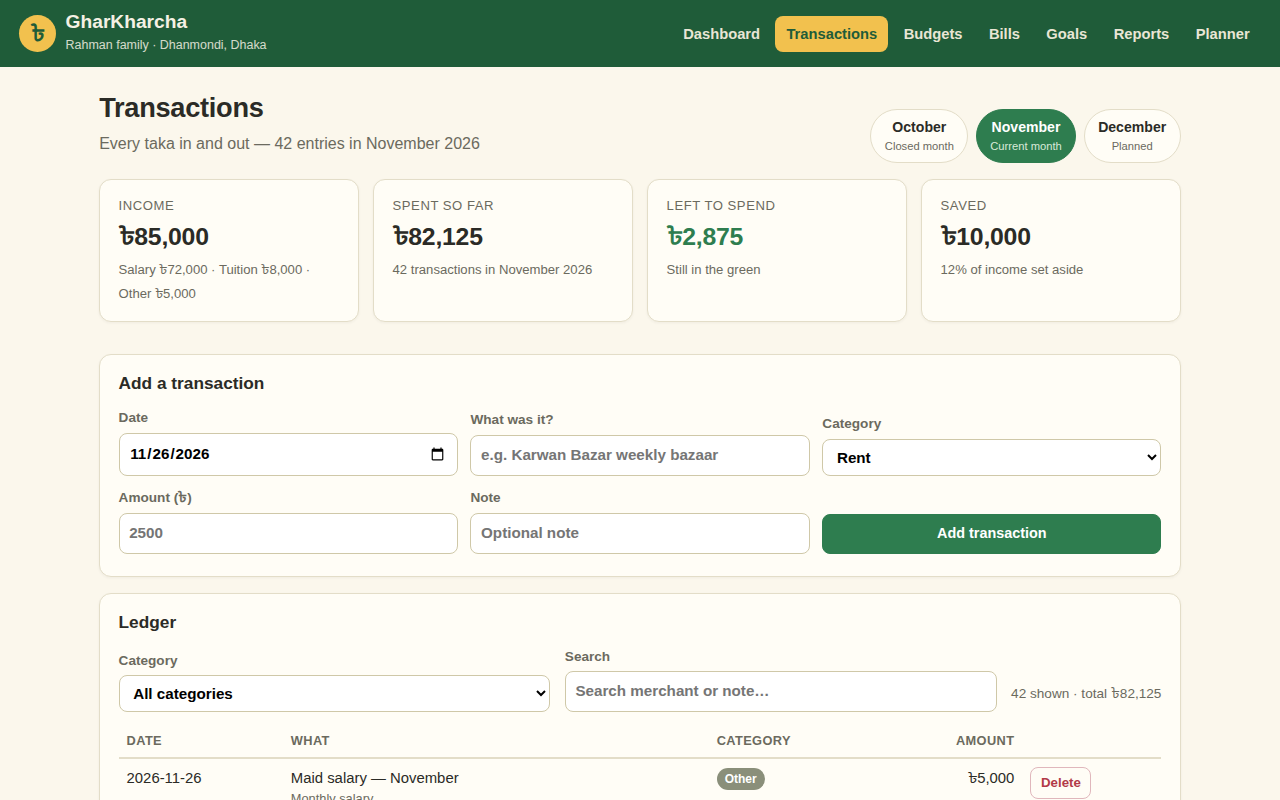 ৳
GharKharcha
Rahman family · Dhanmondi, Dhaka
Dashboard
Transactions
Budgets
Bills
Goals
Reports
Planner
Transactions
Every taka in and out — 42 entries in November 2026
October
Closed month
November
Current month
December
Planned
INCOME
৳85,000
Salary ৳72,000 · Tuition ৳8,000 ·
Other ৳5,000
SPENT SO FAR
৳82,125
42 transactions in November 2026
LEFT TO SPEND
৳2,875
Still in the green
SAVED
৳10,000
12% of income set aside
Add a transaction
Date
What was it?
Category
11/26/2026
e.g. Karwan Bazar weekly bazaar
Rent
Amount (৳)
Note
2500
Optional note
Add transaction
Ledger
Category
Search
All categories
Search merchant or note…
42 shown · total ৳82,125
DATE
WHAT
CATEGORY
AMOUNT
2026-11-26
Maid salary — November
Other
৳5,000
Delete
Monthly salary